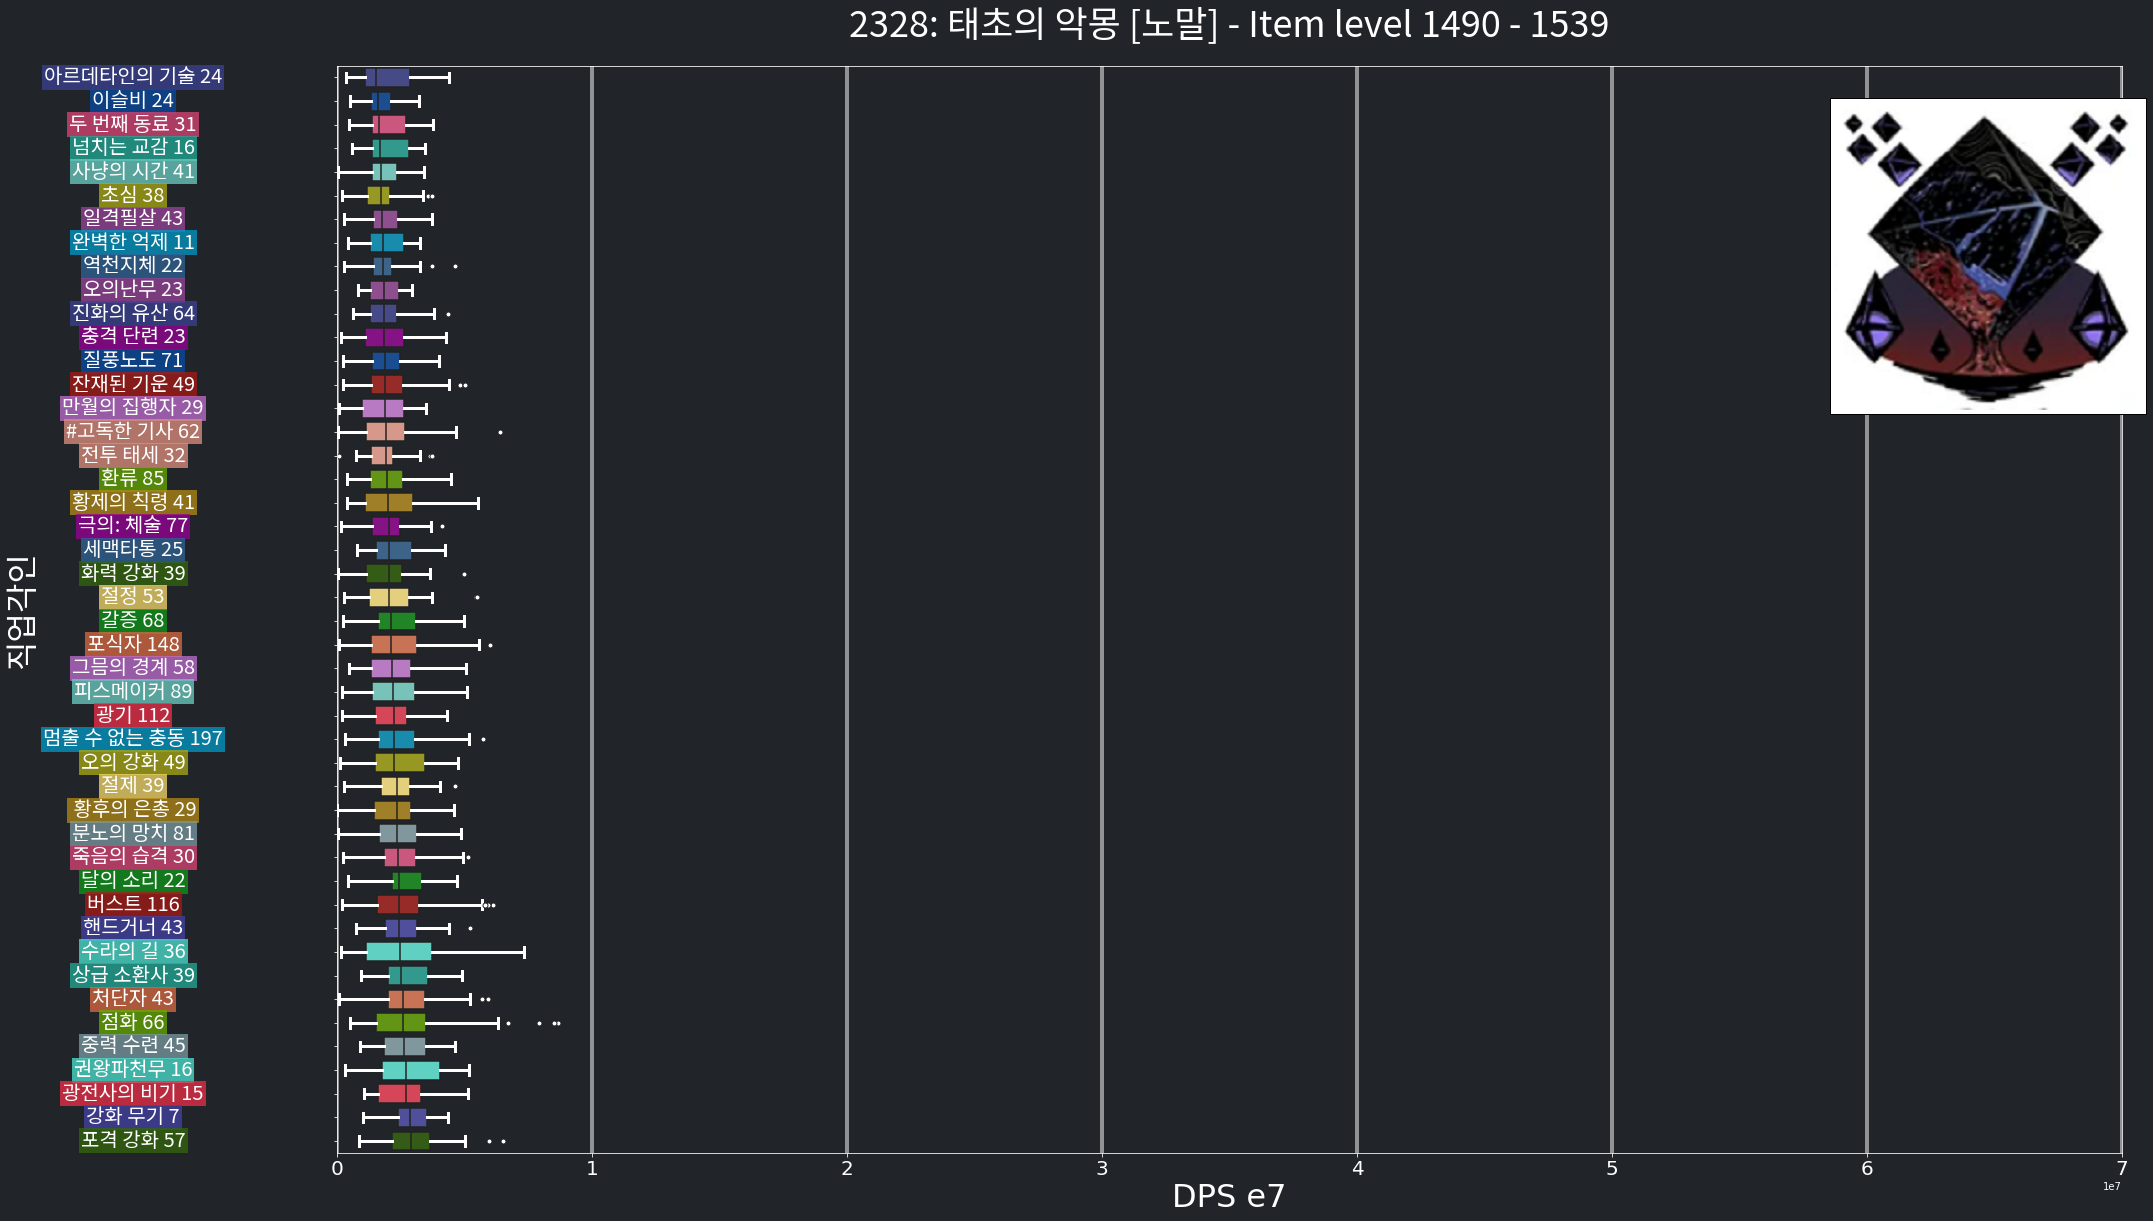 2328: 태초의 악몽 [노말] - Item level 1490 - 1539
아르데타인의 기술 24
이슬비 24
두 번째 동료 31
넘치는 교감 16
사냥의 시간 41
초심 38
일격필살 43
완벽한 억제 11
역천지체 22
오의난무 23
진화의 유산 64
충격 단련 23
질풍노도 71
잔재된 기운 49
만월의 집행자 29
#고독한 기사 62
전투 태세 32
환류 85
황제의 칙령 41
극의: 체술 77
세맥타통 25
화력 강화 39
절정 53
갈증 68
포식자 148
그믐의 경계 58
피스메이커 89
광기 112
멈출 수 없는 충동 197
오의 강화 49
절제 39
황후의 은총 29
분노의 망치 81
죽음의 습격 30
달의 소리 22
버스트 116
핸드거너 43
수라의 길 36
상급 소환사 39
처단자 43
점화 66
중력 수련 45
권왕파천무 16
광전사의 비기 15
강화 무기 7
포격 강화 57
직업각인
0 1 2 3 4 5 6 7
1e7
DPS e7